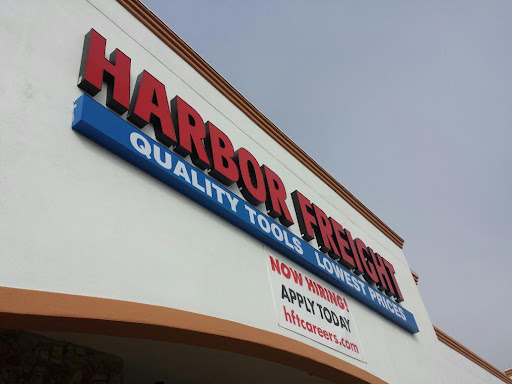 HARBOR FREIGHT
QUALITY TOOLS LOWEST PRICES
NOW HIRING!
APPLY TODAY
hftcareers.com